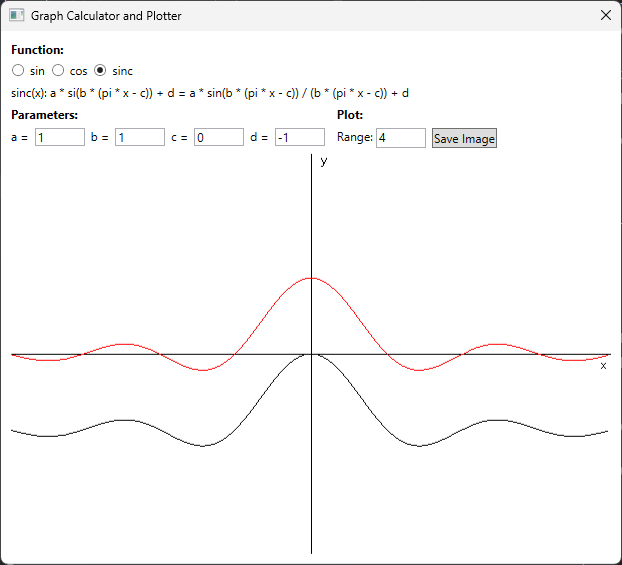 Graph Calculator and Plotter
Function:
sin cos sinc
sinc(x): a * si(b * (pi * x - c)) + d = a * sin(b * (pi * x - c)) / (b * (pi * x - c)) + d
Parameters: Plot:
a = 1 b = 1 c = 0 d = -1 Range: 4 Save Image
y
x